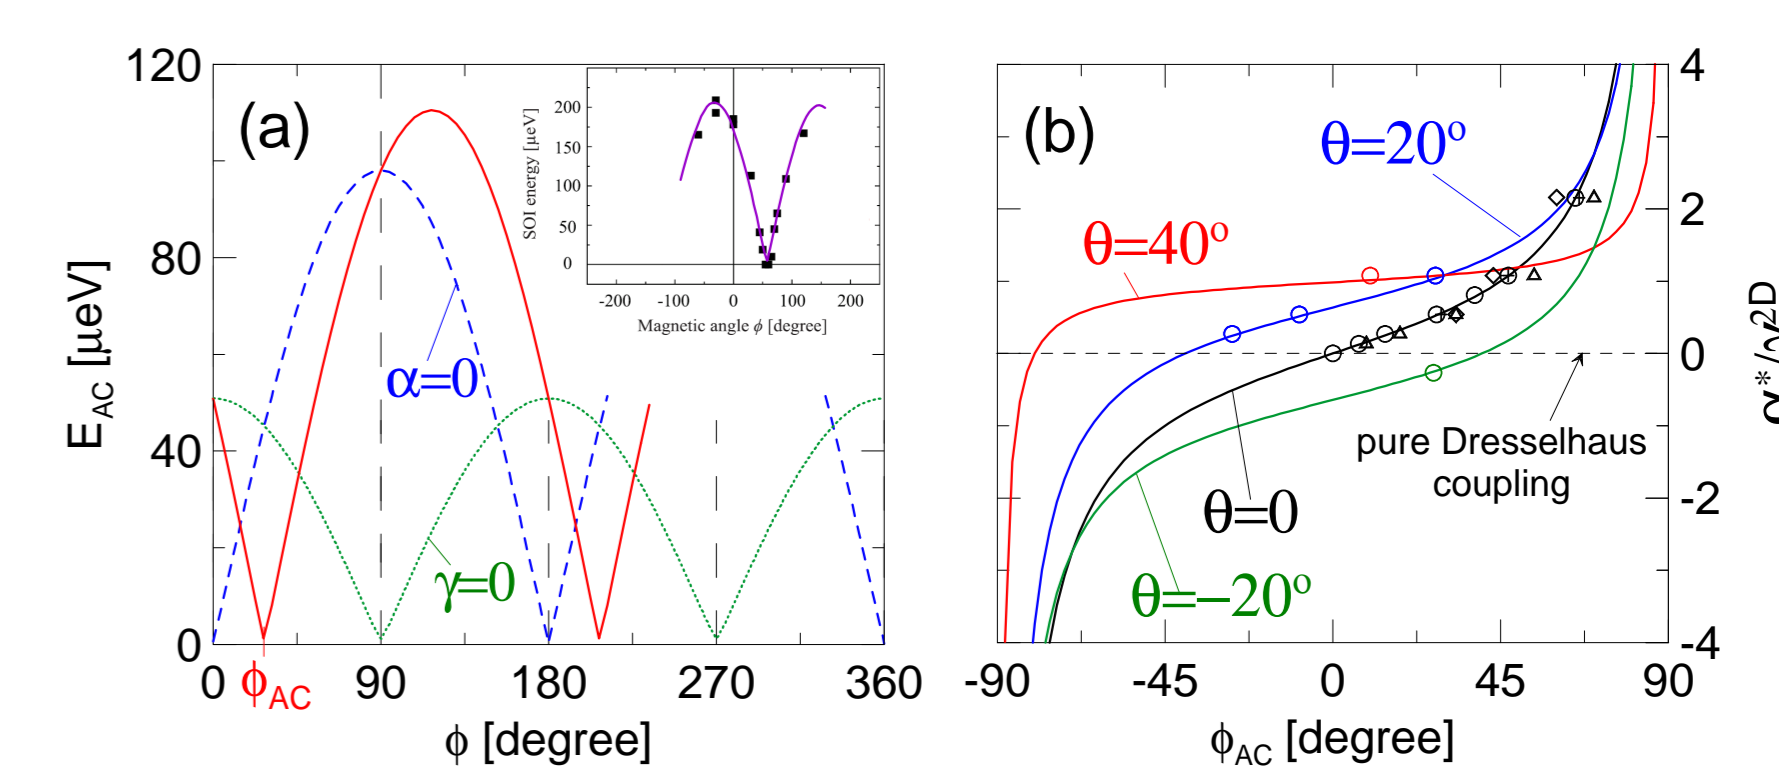 (a)
120
80
40
0
E_AC [μeV]
α=0
γ=0
0
ϕ_AC
90
180
270
360
ϕ [degree]
SOI energy [μeV]
200
150
100
50
0
-200
-100
0
100
200
Magnetic angle ϕ [degree]
(b)
θ=20°
θ=40°
θ=0
θ=−20°
pure Dresselhaus
coupling
4
2
0
-2
-4
-90
-45
0
45
90
ϕ_AC [degree]